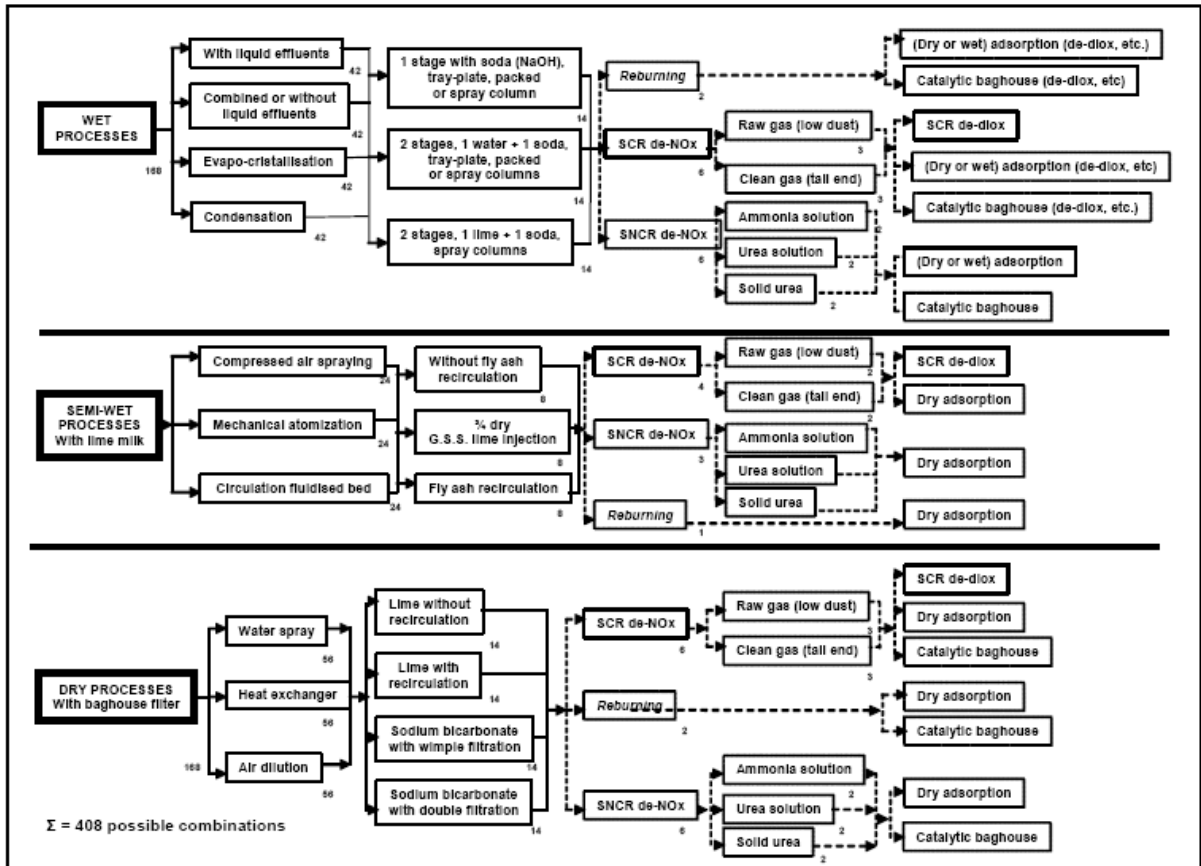 WET
PROCESSES
168
With liquid effluents
42
Combined or without
liquid effluents
42
Evapo-cristallisation
42
Condensation
42
1 stage with soda (NaOH),
tray-plate, packed
or spray column
14
2 stages, 1 water + 1 soda,
tray-plate, packed
or spray columns
14
2 stages, 1 lime + 1 soda,
spray columns
14
Reburning
2
SCR de-NOx
6
SNCR de-NOx
6
Raw gas (low dust)
3
Clean gas (tail end)
3
Ammonia solution
2
Urea solution
2
Solid urea
2
(Dry or wet) adsorption (de-diox, etc.)
Catalytic baghouse (de-diox, etc)
SCR de-diox
(Dry or wet) adsorption (de-diox, etc)
Catalytic baghouse (de-diox, etc.)
(Dry or wet) adsorption
Catalytic baghouse
SEMI-WET
PROCESSES
With lime milk
Compressed air spraying
24
Mechanical atomization
24
Circulation fluidised bed
24
Without fly ash
recirculation
8
¾ dry
G.S.S. lime injection
8
Fly ash recirculation
8
SCR de-NOx
4
SNCR de-NOx
3
Reburning
1
Raw gas (low dust)
2
Clean gas (tail end)
2
Ammonia solution
Urea solution
Solid urea
SCR de-diox
Dry adsorption
Dry adsorption
Dry adsorption
DRY PROCESSES
With baghouse filter
168
Water spray
56
Heat exchanger
56
Air dilution
56
Lime without
recirculation
14
Lime with
recirculation
14
Sodium bicarbonate
with wimple filtration
14
Sodium bicarbonate
with double filtration
14
SCR de-NOx
6
Reburning
2
SNCR de-NOx
6
Raw gas (low dust)
3
Clean gas (tall end)
3
Ammonia solution
2
Urea solution
2
Solid urea
2
SCR de-diox
Dry adsorption
Catalytic baghouse
Dry adsorption
Catalytic baghouse
Dry adsorption
Catalytic baghouse
Σ = 408 possible combinations